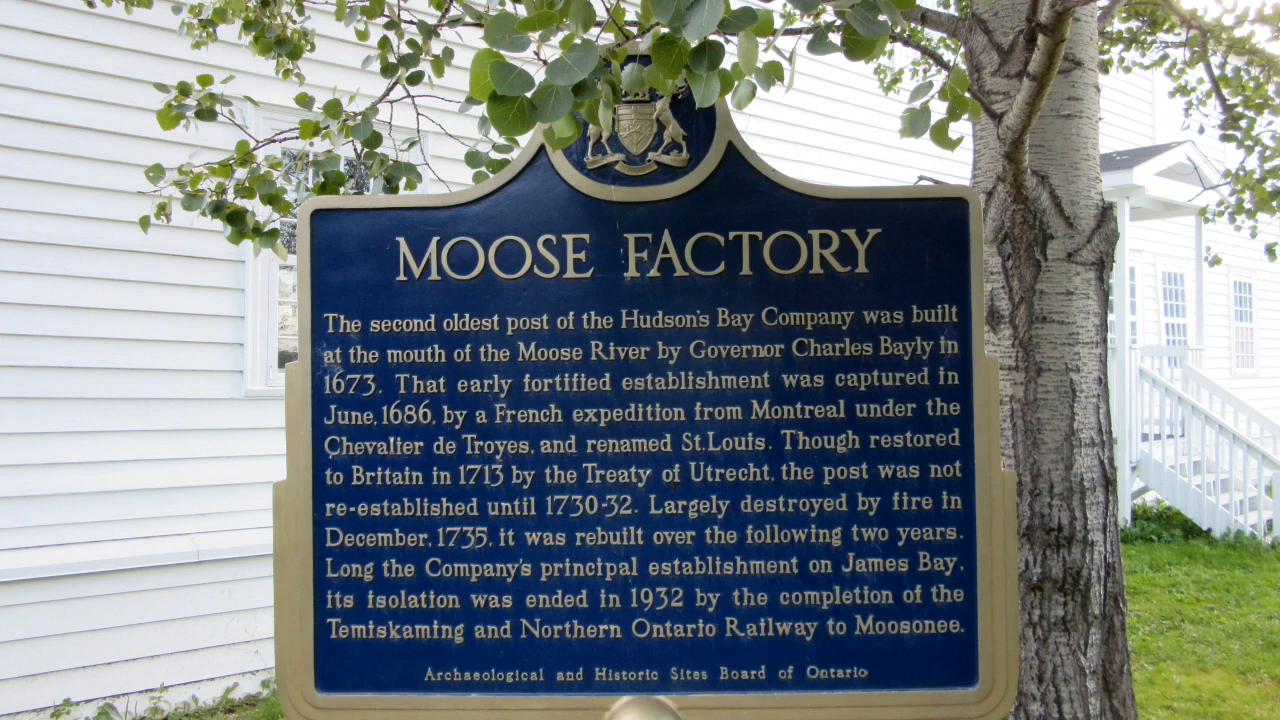 MOOSE FACTORY
The second oldest post of the Hudson's Bay Company was built
at the mouth of the Moose River by Governor Charles Bayly in
1673. That early fortified establishment was captured in
June, 1686, by a French expedition from Montreal under the
Chevalier de Troyes, and renamed St. Louis. Though restored
to Britain in 1713 by the Treaty of Utrecht, the post was not
re-established until 1730-32. Largely destroyed by fire in
December, 1735, it was rebuilt over the following two years.
Long the Company's principal establishment on James Bay,
its isolation was ended in 1932 by the completion of the
Temiskaming and Northern Ontario Railway to Moosonee.
Archaeological and Historic Sites Board of Ontario